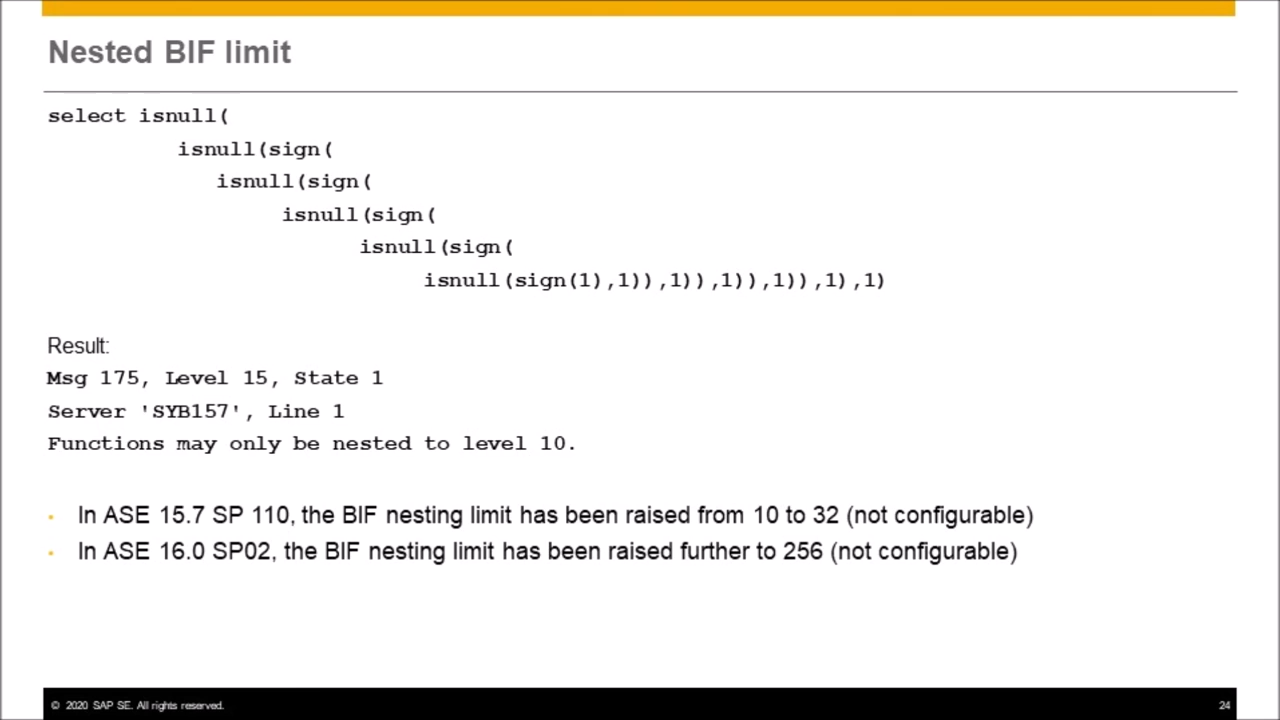 Nested BIF limit
select isnull(
isnull(sign(
isnull(sign(
isnull(sign(
isnull(sign(
isnull(sign(1),1)),1)),1)),1)),1),1)
Result:
Msg 175, Level 15, State 1
Server 'SYB157', Line 1
Functions may only be nested to level 10.
• In ASE 15.7 SP 110, the BIF nesting limit has been raised from 10 to 32 (not configurable)
• In ASE 16.0 SP02, the BIF nesting limit has been raised further to 256 (not configurable)
© 2020 SAP SE. All rights reserved.
24